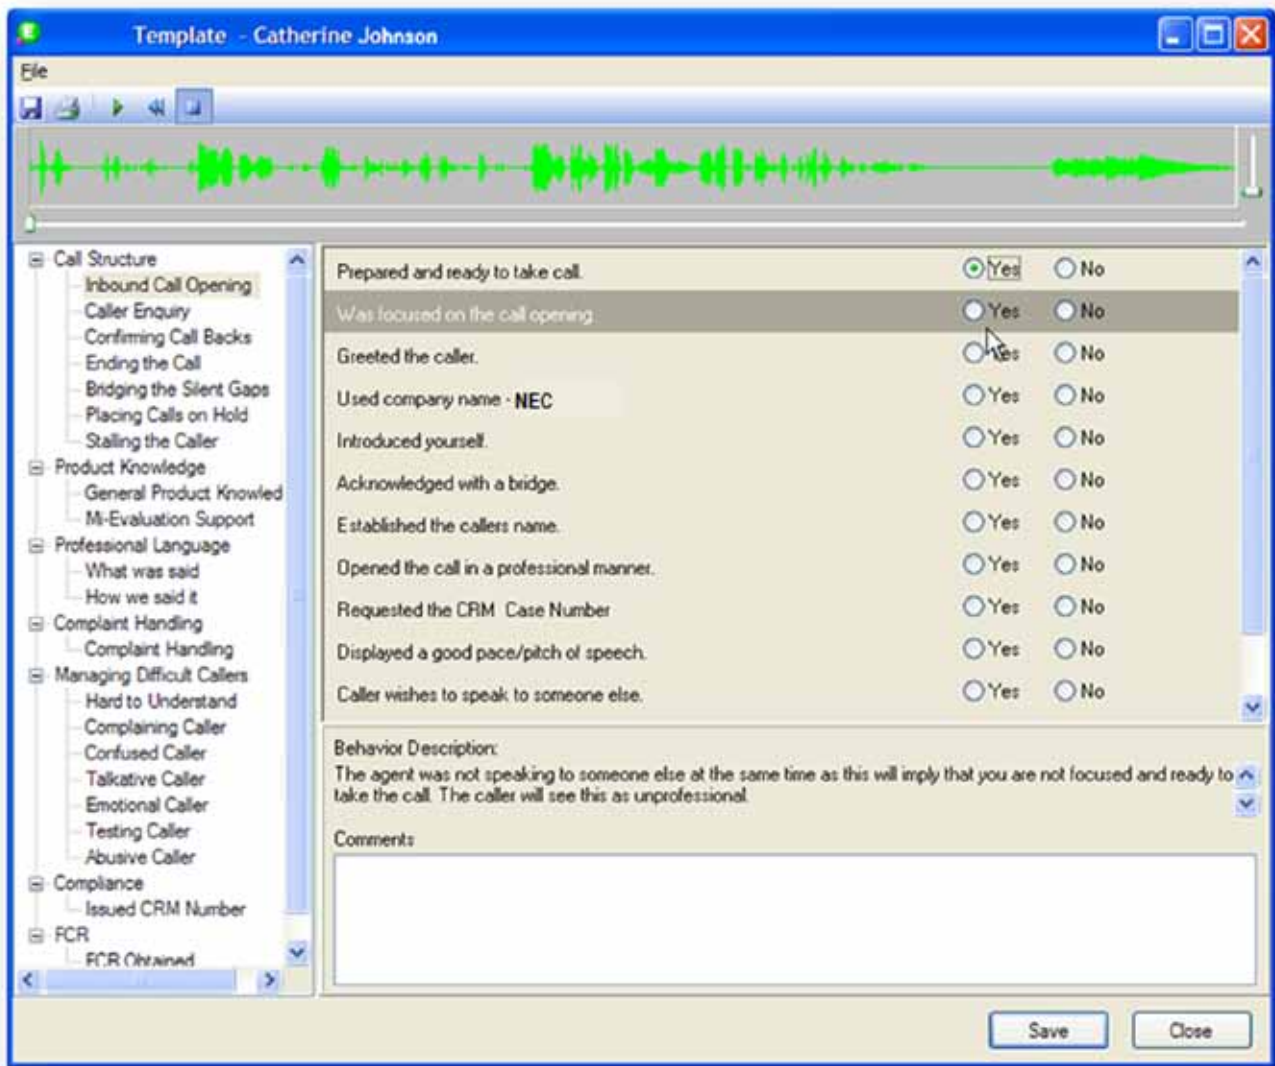 Template - Catherine Johnson
File
Call Structure
Inbound Call Opening
Caller Enquiry
Confirming Call Backs
Ending the Call
Bridging the Silent Gaps
Placing Calls on Hold
Stalling the Caller
Product Knowledge
General Product Knowled
Mi-Evaluation Support
Professional Language
What was said
How we said it
Complaint Handling
Complaint Handling
Managing Difficult Callers
Hard to Understand
Complaining Caller
Confused Caller
Talkative Caller
Emotional Caller
Testing Caller
Abusive Caller
Compliance
Issued CRM Number
FCR
FCR Obtained
Prepared and ready to take call. Yes No
Was focused on the call opening Yes No
Greeted the caller. Yes No
Used company name - NEC Yes No
Introduced yourself. Yes No
Acknowledged with a bridge. Yes No
Established the callers name. Yes No
Opened the call in a professional manner. Yes No
Requested the CRM Case Number Yes No
Displayed a good pace/pitch of speech. Yes No
Caller wishes to speak to someone else. Yes No
Behavior Description:
The agent was not speaking to someone else at the same time as this will imply that you are not focused and ready to
take the call. The caller will see this as unprofessional.
Comments
Save Close